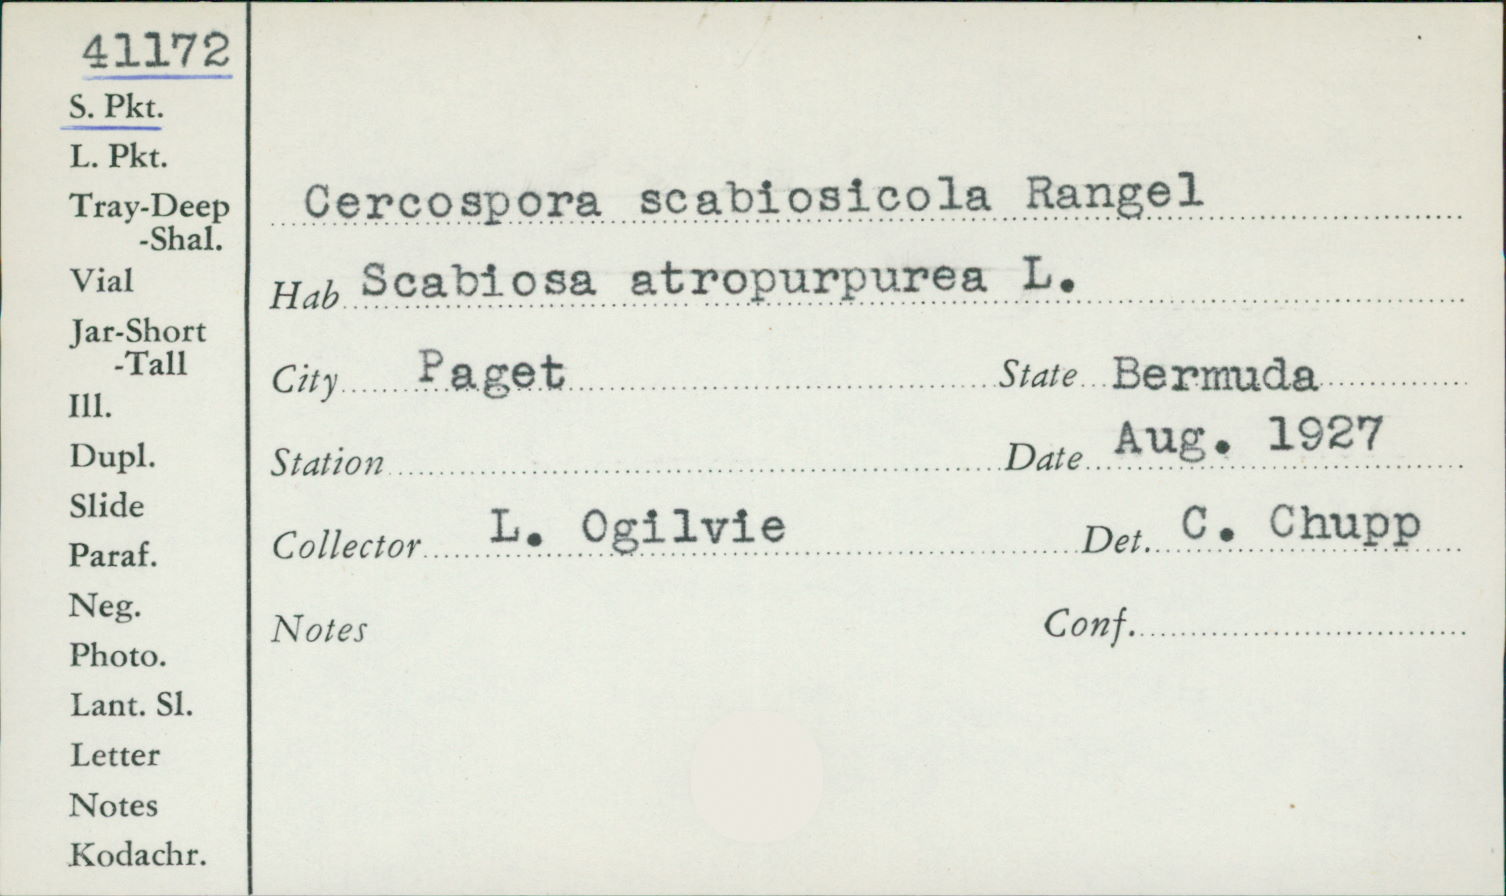 41172
S. Pkt.
L. Pkt.
Tray-Deep
-Shal.
Vial
Jar-Short
-Tall
Ill.
Dupl.
Slide
Paraf.
Neg.
Photo.
Lant. Sl.
Letter
Notes
Kodachr.
Cercospora scabiosicola Rangel
Hab Scabiosa atropurpurea L.
City Paget State Bermuda
Station Date Aug. 1927
Collector L. Ogilvie Det. C. Chupp
Notes Conf.